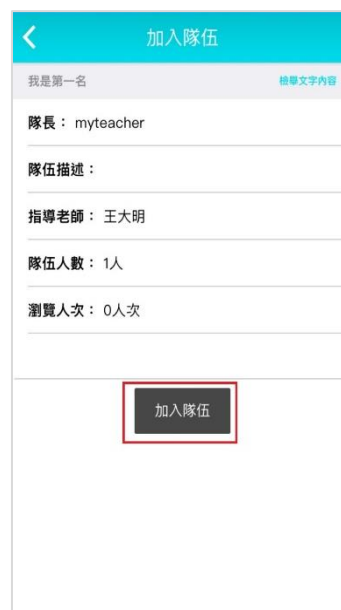 加入隊伍
我是第一名 檢舉文字內容
隊長： myteacher
隊伍描述：
指導老師： 王大明
隊伍人數： 1人
瀏覽人次： 0人次
加入隊伍